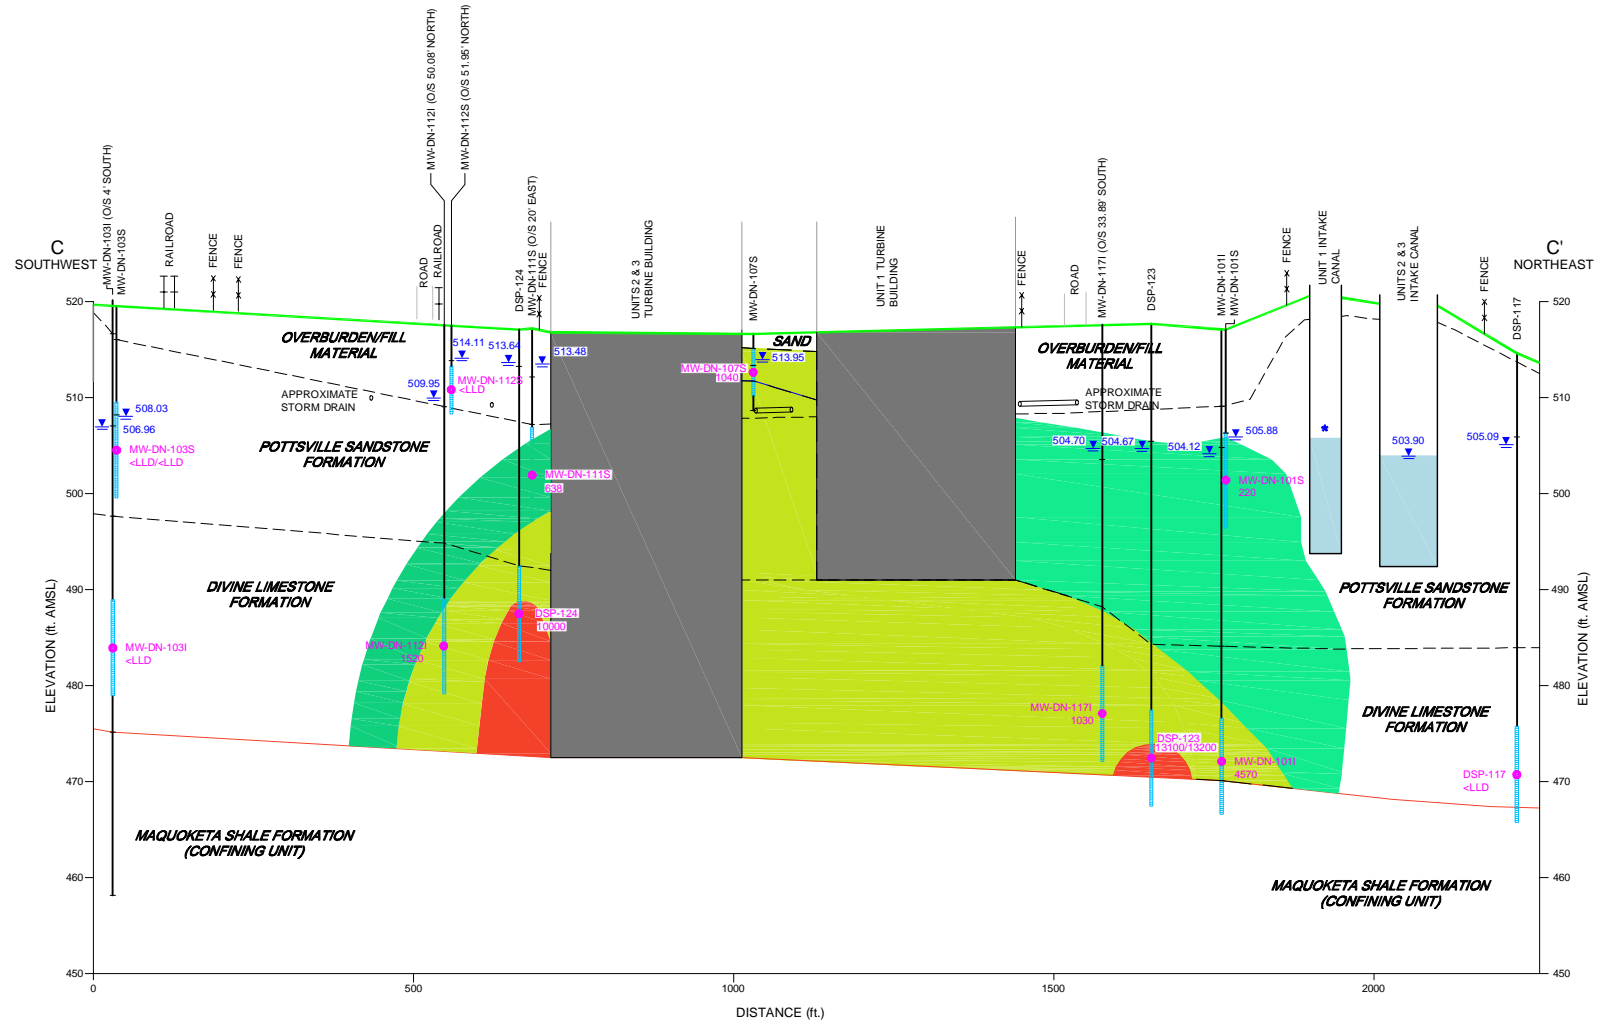 MW-DN-112I (O/S 50.08' NORTH)
MW-DN-112S (O/S 51.95' NORTH)
C
SOUTHWEST
MW-DN-103I (O/S 4' SOUTH)
MW-DN-103S
RAILROAD
FENCE
FENCE
ROAD
RAILROAD
DSP-124
MW-DN-111S (O/S 20' EAST)
FENCE
UNITS 2 & 3
TURBINE BUILDING
MW-DN-107S
UNIT 1 TURBINE
BUILDING
FENCE
ROAD
MW-DN-117I (O/S 33.89' SOUTH)
DSP-123
MW-DN-101I
MW-DN-101S
FENCE
UNIT 1 INTAKE
CANAL
UNITS 2 &3
INTAKE CANAL
FENCE
DSP-117
C'
NORTHEAST
520
510
500
490
480
470
460
450
ELEVATION (ft. AMSL)
520
510
500
490
480
470
460
450
ELEVATION (ft. AMSL)
OVERBURDEN/FILL
MATERIAL
514.11
513.64
513.48
SAND
513.95
OVERBURDEN/FILL
MATERIAL
MW-DN-107S
1040
MW-DN-112S
<LLD
509.95
APPROXIMATE
STORM DRAIN
APPROXIMATE
STORM DRAIN
508.03
506.96
MW-DN-103S
<LLD/<LLD
POTTSVILLE SANDSTONE
FORMATION
MW-DN-111S
638
504.70
504.67
504.12
505.88
*
503.90
505.09
MW-DN-101S
220
DIVINE LIMESTONE
FORMATION
POTTSVILLE SANDSTONE
FORMATION
DSP-124
10000
MW-DN-103I
<LLD
MW-DN-112I
1520
MW-DN-117I
1030
DIVINE LIMESTONE
FORMATION
DSP-123
13100/13200
MW-DN-101I
4570
DSP-117
<LLD
MAQUOKETA SHALE FORMATION
(CONFINING UNIT)
MAQUOKETA SHALE FORMATION
(CONFINING UNIT)
0
500
1000
1500
2000
DISTANCE (ft.)